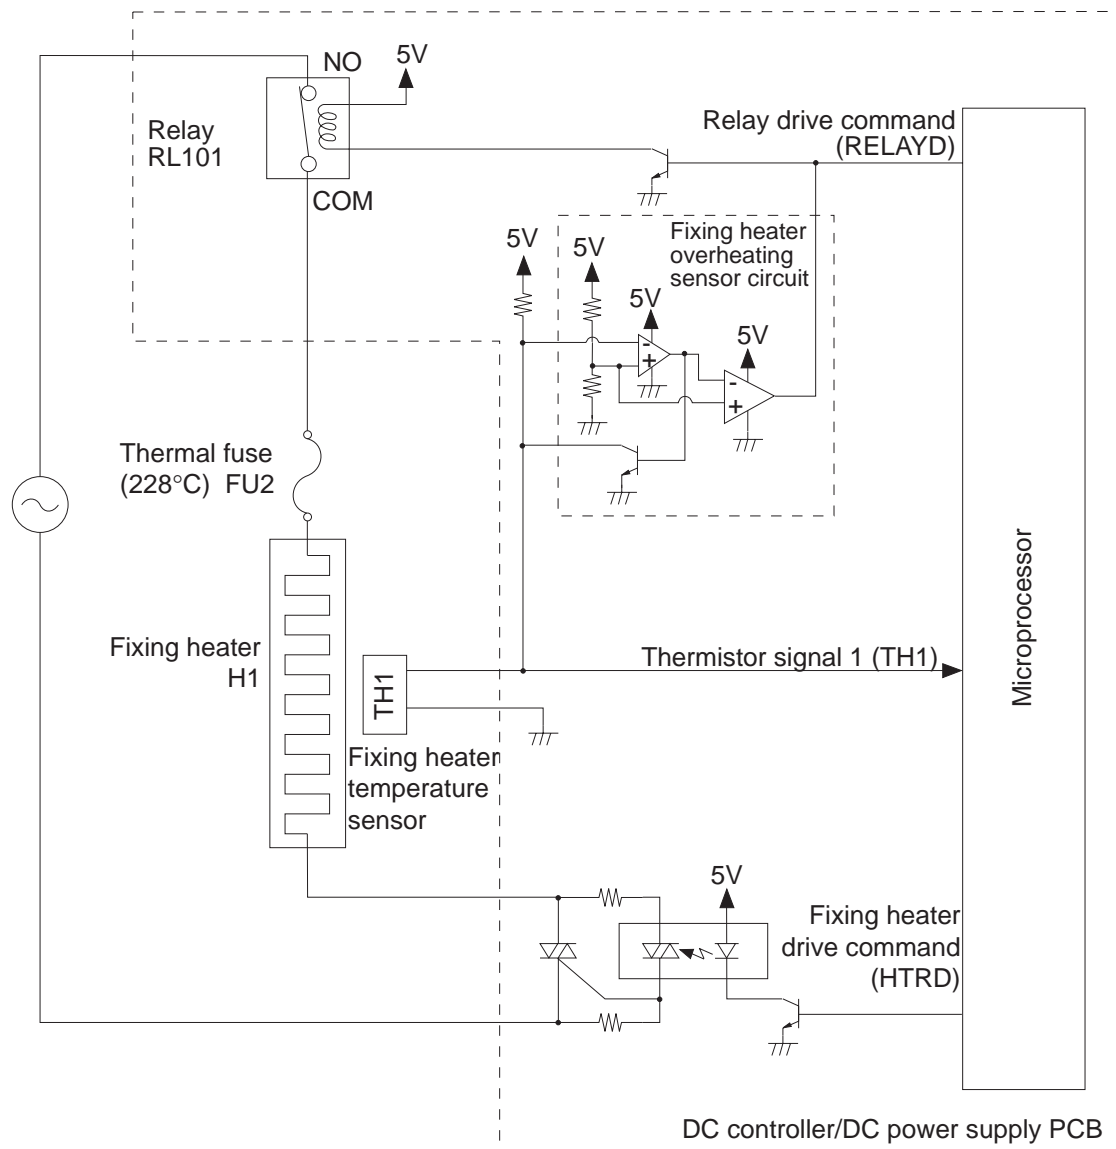 NO
5V
Relay
RL101
COM
Relay drive command
(RELAYD)
5V
5V
Fixing heater
overheating
sensor circuit
5V
5V
-
+
-
+
Thermal fuse
(228°C) FU2
Fixing heater
H1
TH1
Thermistor signal 1 (TH1)
Microprocessor
Fixing heater
temperature
sensor
5V
Fixing heater
drive command
(HTRD)
DC controller/DC power supply PCB